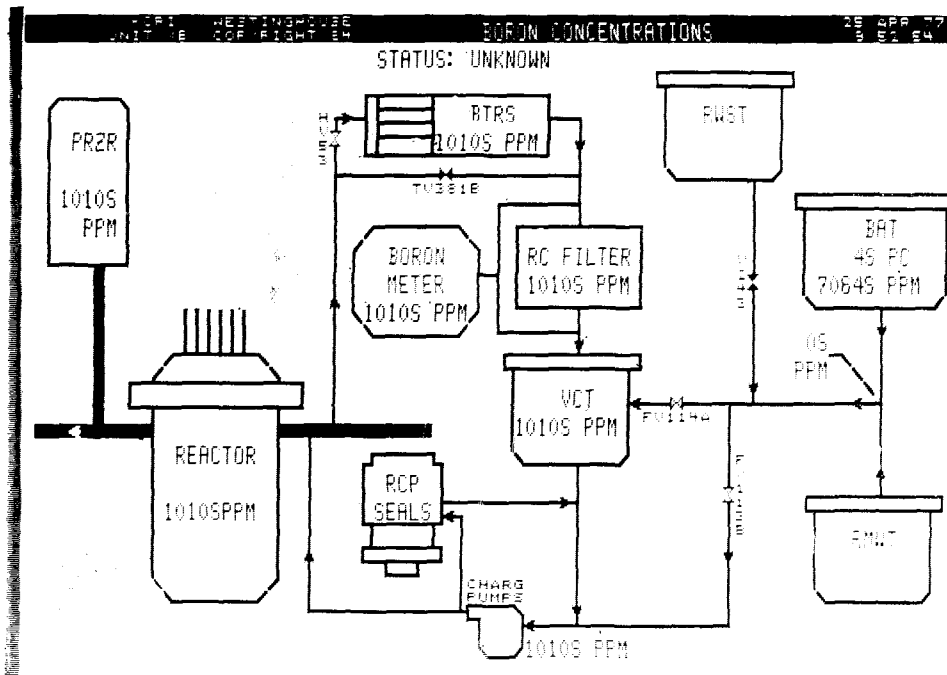 WESTINGHOUSE
BORON CONCENTRATIONS
25 APR 77
STATUS: UNKNOWN
PRZR
1010S
PPM
BTRS
1010S PPM
TV381B
BORON
METER
1010S PPM
RC FILTER
1010S PPM
RWST
BAT
4S PC
7064S PPM
0S
PPM
VCT
1010S PPM
FV114A
REACTOR
1010SPPM
RCP
SEALS
CHARG
PUMPS
1010S PPM
RMWT